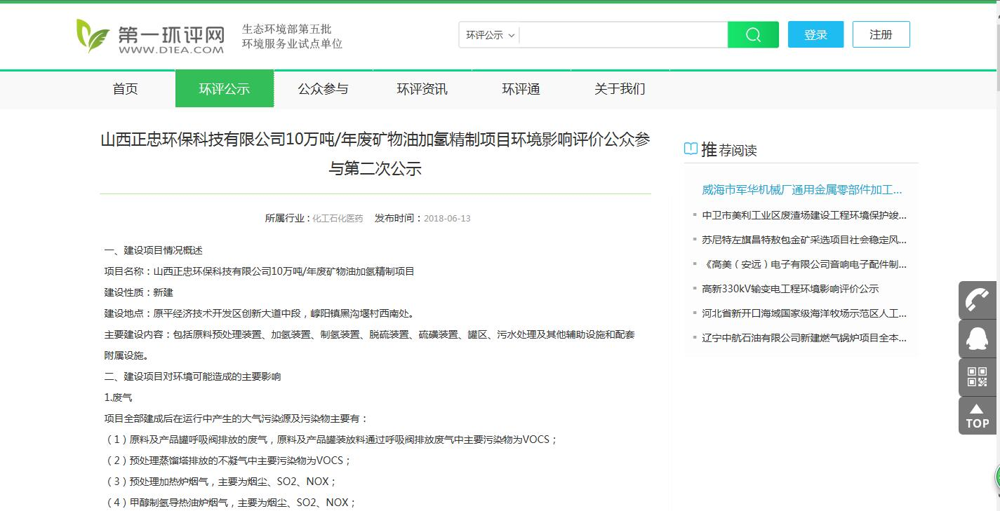 第一环评网
WWW.D1EA.COM
生态环境部第五批
环境服务业试点单位
环评公示
登录
注册
首页
环评公示
公众参与
环评资讯
环评通
关于我们
山西正忠环保科技有限公司10万吨/年废矿物油加氢精制项目环境影响评价公众参
与第二次公示
所属行业：化工石化医药 发布时间：2018-06-13
一、建设项目情况概述
项目名称：山西正忠环保科技有限公司10万吨/年废矿物油加氢精制项目
建设性质：新建
建设地点：原平经济技术开发区创新大道中段，崞阳镇黑沟堰村西南处。
主要建设内容：包括原料预处理装置、加氢装置、制氢装置、脱硫装置、硫磺装置、罐区、污水处理及其他辅助设施和配套
附属设施。
二、建设项目对环境可能造成的主要影响
1.废气
项目全部建成后在运行中产生的大气污染源及污染物主要有：
（1）原料及产品罐呼吸阀排放的废气，原料及产品罐装放料通过呼吸阀排放废气中主要污染物为VOCS；
（2）预处理蒸馏塔排放的不凝气中主要污染物为VOCS；
（3）预处理加热炉烟气，主要为烟尘、SO2、NOX；
（4）甲醇制氢导热油炉烟气，主要为烟尘、SO2、NOX；
推荐阅读
威海市军华机械厂通用金属零部件加工...
中卫市美利工业区废渣场建设工程环境保护竣...
苏尼特左旗昌特敖包金矿采选项目社会稳定风...
《高美（安远）电子有限公司音响电子配件制...
高新330kV输变电工程环境影响评价公示
河北省新开口海域国家级海洋牧场示范区人工...
辽宁中航石油有限公司新建燃气锅炉项目全本...
TOP